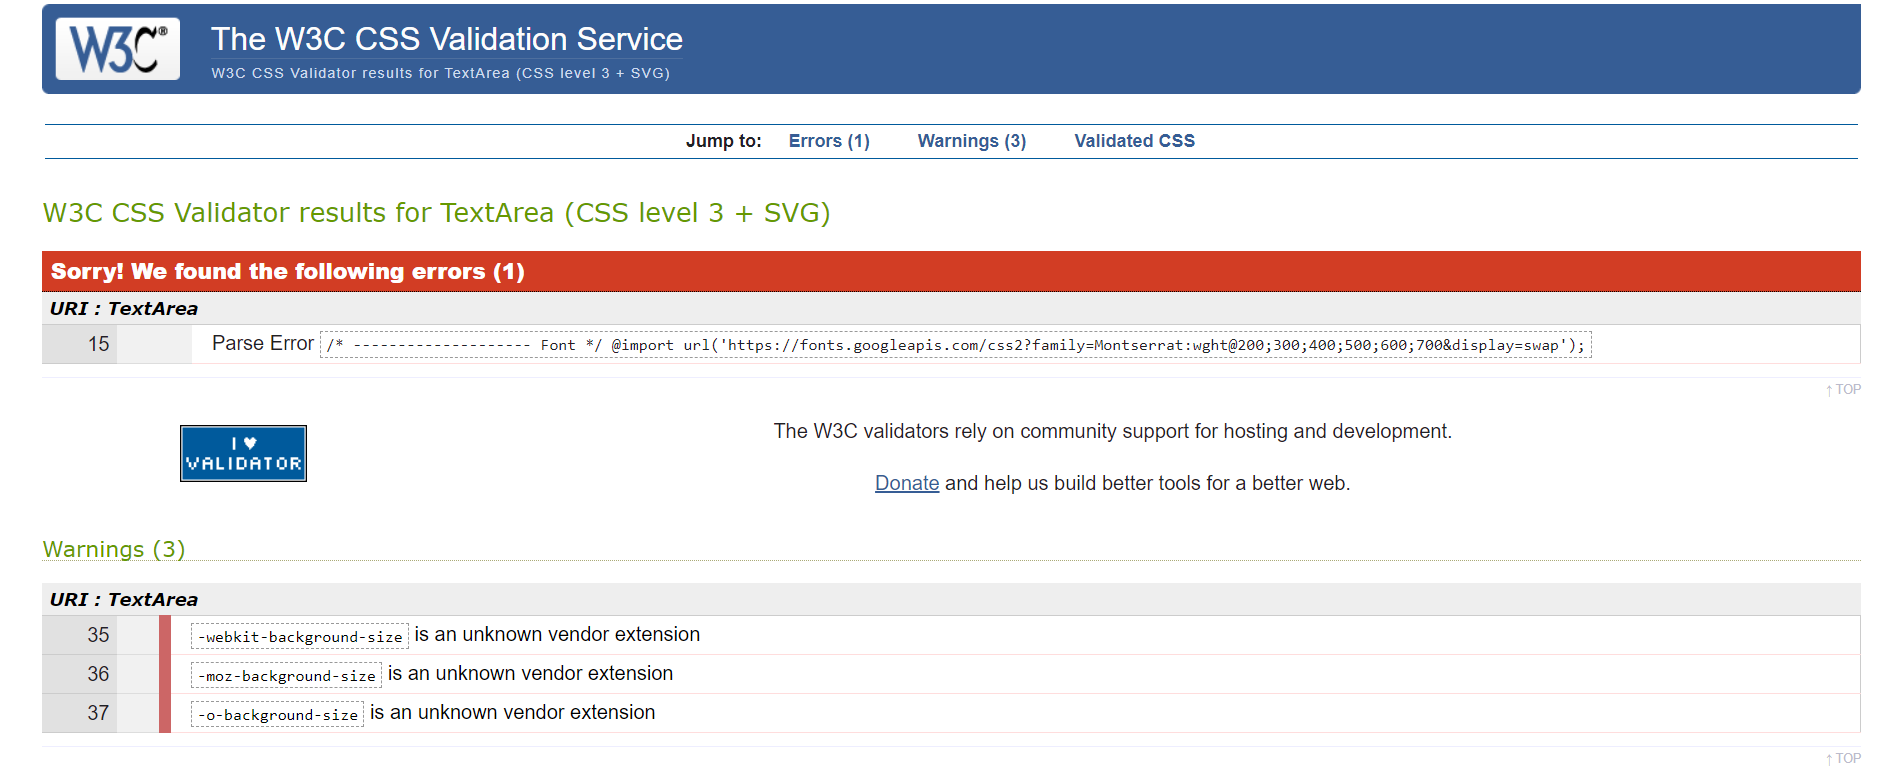 W3C®
The W3C CSS Validation Service
W3C CSS Validator results for TextArea (CSS level 3 + SVG)
Jump to: Errors (1) Warnings (3) Validated CSS
W3C CSS Validator results for TextArea (CSS level 3 + SVG)
Sorry! We found the following errors (1)
URI : TextArea
15 Parse Error /* -------------------- Font */ @import url('https://fonts.googleapis.com/css2?family=Montserrat:wght@200;300;400;500;600;700&display=swap');
↑ TOP
I ♥
VALIDATOR
The W3C validators rely on community support for hosting and development.
Donate and help us build better tools for a better web.
Warnings (3)
URI : TextArea
35 -webkit-background-size is an unknown vendor extension
36 -moz-background-size is an unknown vendor extension
37 -o-background-size is an unknown vendor extension
↑ TOP